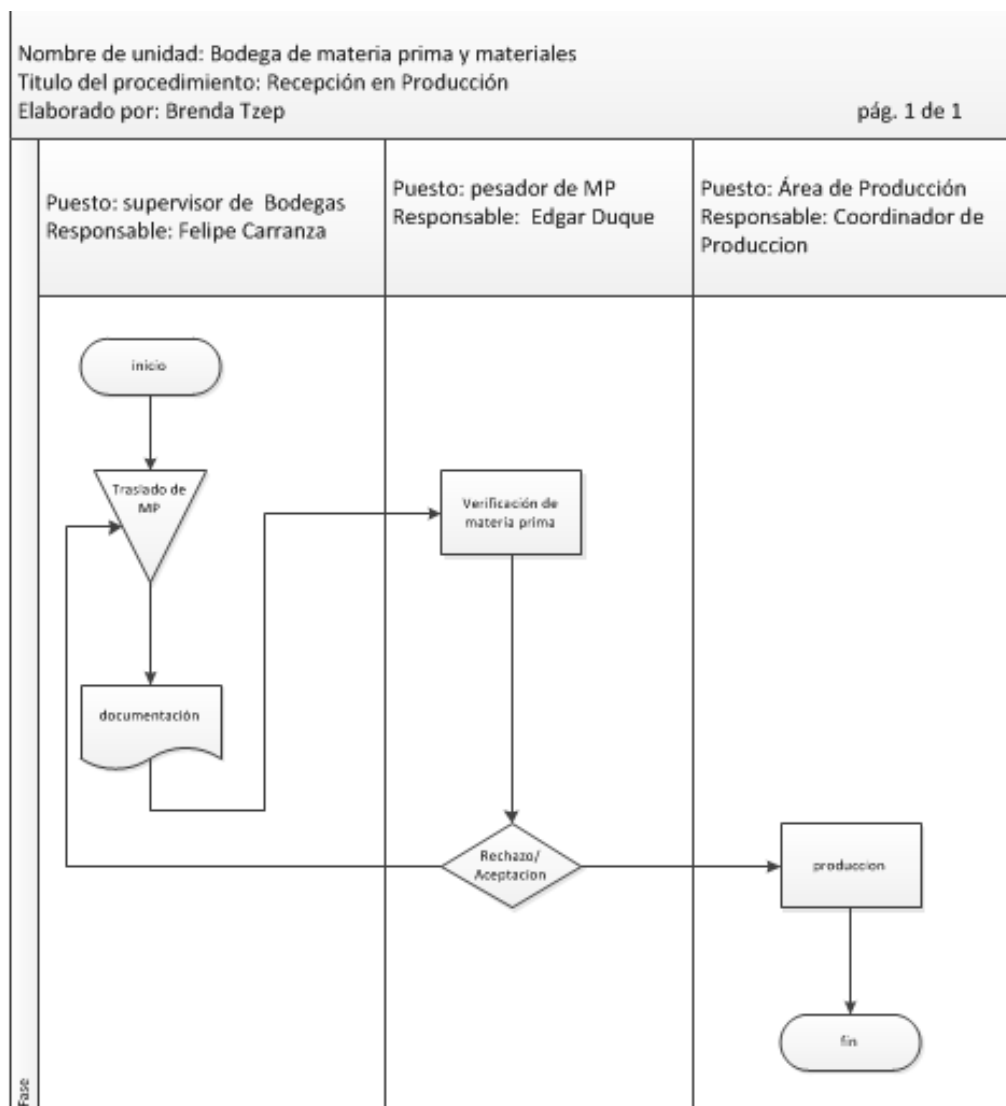 Nombre de unidad: Bodega de materia prima y materiales
Titulo del procedimiento: Recepción en Producción
Elaborado por: Brenda Tzep pág. 1 de 1
Puesto: supervisor de Bodegas
Responsable: Felipe Carranza
Puesto: pesador de MP
Responsable: Edgar Duque
Puesto: Área de Producción
Responsable: Coordinador de
Produccion
inicio
Traslado de
MP
Verificación de
materia prima
documentación
Rechazo/
Aceptacion
produccion
fin
Fase